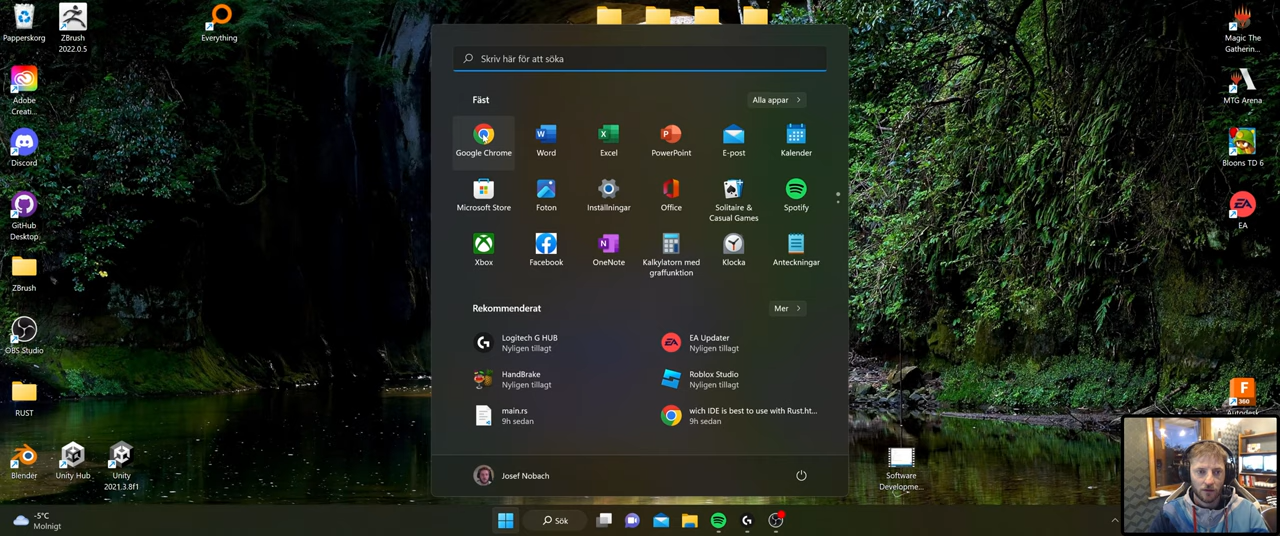 Papperskorg
ZBrush
2022.0.5
Everything
Adobe
Creati...
Discord
GitHub
Desktop
ZBrush
OBS Studio
RUST
Blender
Unity Hub
Unity
2021.3.8f1
Skriv här för att söka
Fäst
Alla appar
Google Chrome
Word
Excel
PowerPoint
E-post
Kalender
Microsoft Store
Foton
Inställningar
Office
Solitaire &
Casual Games
Spotify
Xbox
Facebook
OneNote
Kalkylatorn med
graffunktion
Klocka
Anteckningar
Rekommenderat
Mer
Logitech G HUB
Nyligen tillagt
EA Updater
Nyligen tillagt
HandBrake
Nyligen tillagt
Roblox Studio
Nyligen tillagt
main.rs
9h sedan
wich IDE is best to use with Rust.ht...
9h sedan
Josef Nobach
Magic The
Gatherin...
MTG Arena
Bloons TD 6
EA
EA
Autodesk
360
Software
Developme...
-5°C
Molnigt
Sök